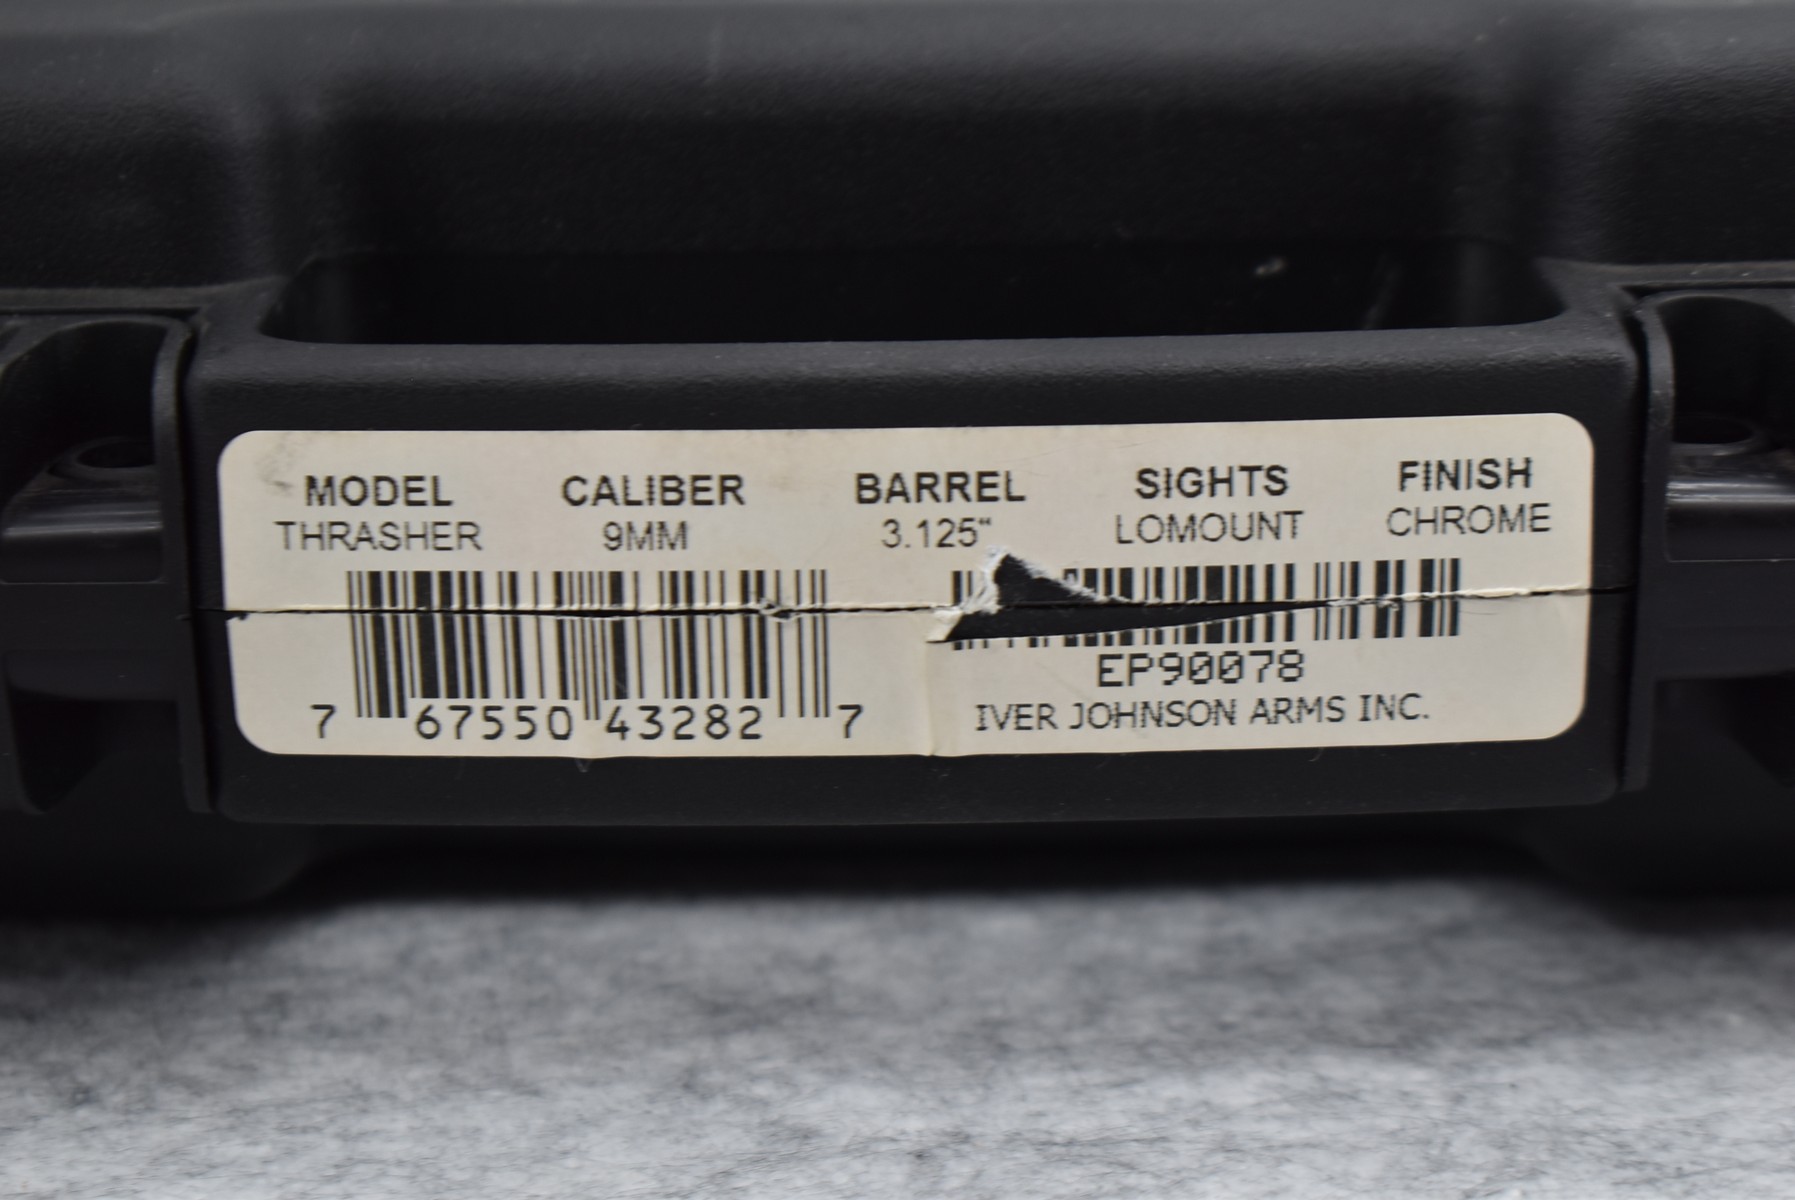 MODEL CALIBER BARREL SIGHTS FINISH
THRASHER 9MM 3.125" LOMOUNT CHROME
7 67550 43282 7
EP90078
IVER JOHNSON ARMS INC.